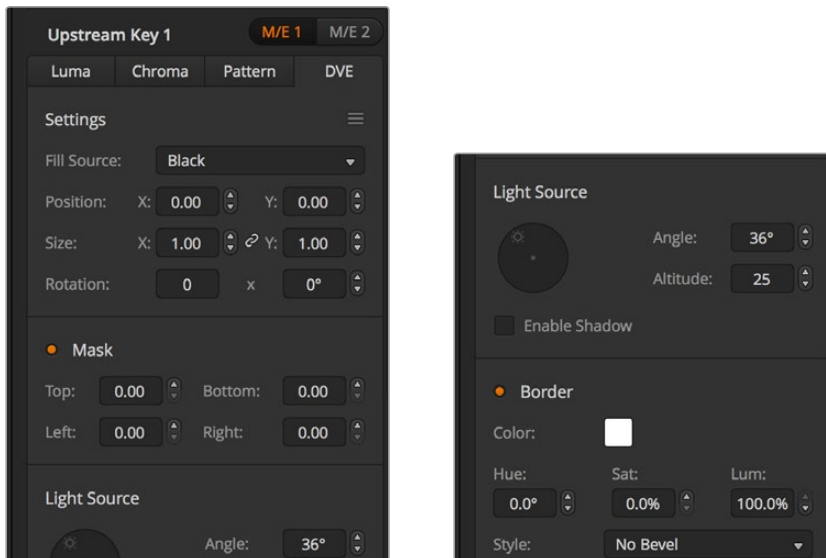 Upstream Key 1 M/E 1 M/E 2
Luma Chroma Pattern DVE
Settings
Fill Source: Black
Position: X: 0.00 Y: 0.00
Size: X: 1.00 Y: 1.00
Rotation: 0 x 0°
Mask
Top: 0.00 Bottom: 0.00
Left: 0.00 Right: 0.00
Light Source
Angle: 36°
Light Source
Angle: 36°
Altitude: 25
Enable Shadow
Border
Color:
Hue: Sat: Lum:
0.0° 0.0% 100.0%
Style: No Bevel